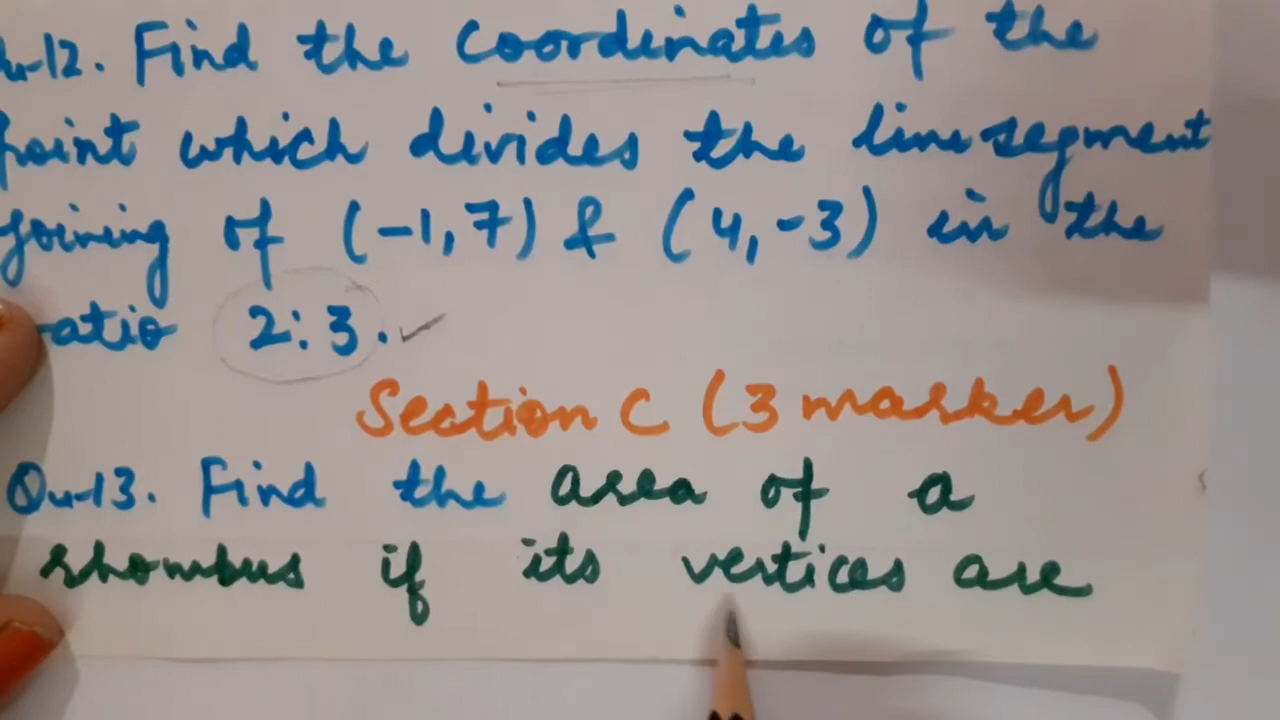 Qu-12. Find the coordinates of the
point which divides the line segment
joining of (-1,7) & (4,-3) in the
ratio 2:3.
Section C (3 marker)
Qu-13. Find the area of a
rhombus if its vertices are